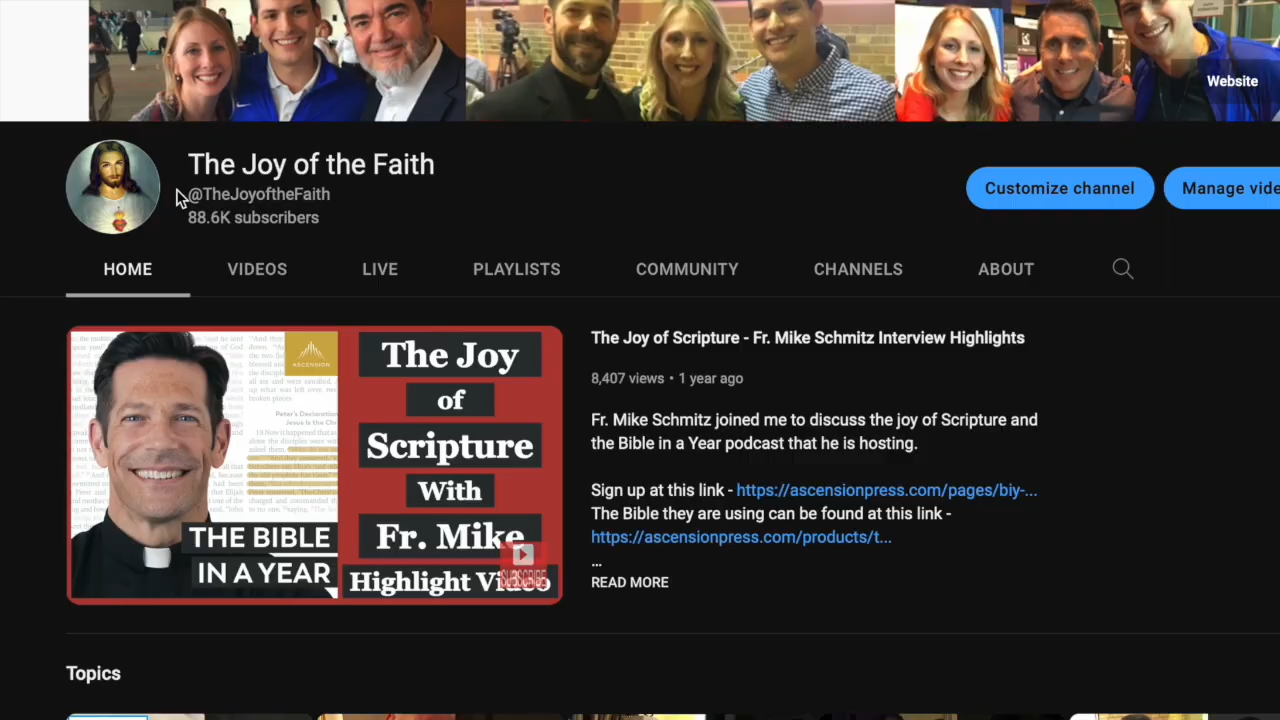 Website
The Joy of the Faith
@TheJoyoftheFaith
88.6K subscribers
Customize channel
Manage vide
HOME
VIDEOS
LIVE
PLAYLISTS
COMMUNITY
CHANNELS
ABOUT
ASCENSION
Peter's Declaration
THE BIBLE
IN A YEAR
The Joy
of
Scripture
With
Fr. Mike
Highlight Video
SUBSCRIBE
The Joy of Scripture - Fr. Mike Schmitz Interview Highlights
8,407 views • 1 year ago
Fr. Mike Schmitz joined me to discuss the joy of Scripture and
the Bible in a Year podcast that he is hosting.
Sign up at this link - https://ascensionpress.com/pages/biy-...
The Bible they are using can be found at this link -
https://ascensionpress.com/products/t...
...
READ MORE
Topics